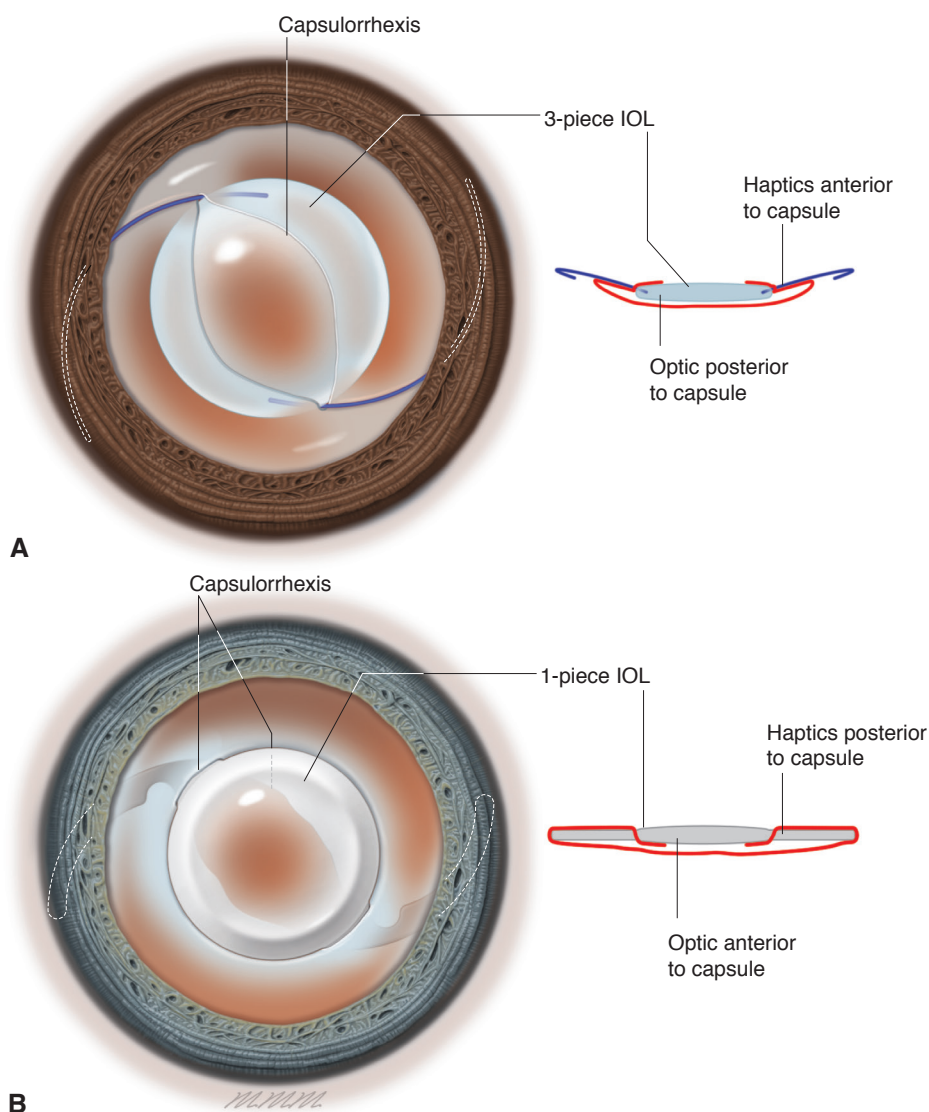 Capsulorrhexis
3-piece IOL
Haptics anterior
to capsule
Optic posterior
to capsule
A
Capsulorrhexis
1-piece IOL
Haptics posterior
to capsule
Optic anterior
to capsule
B